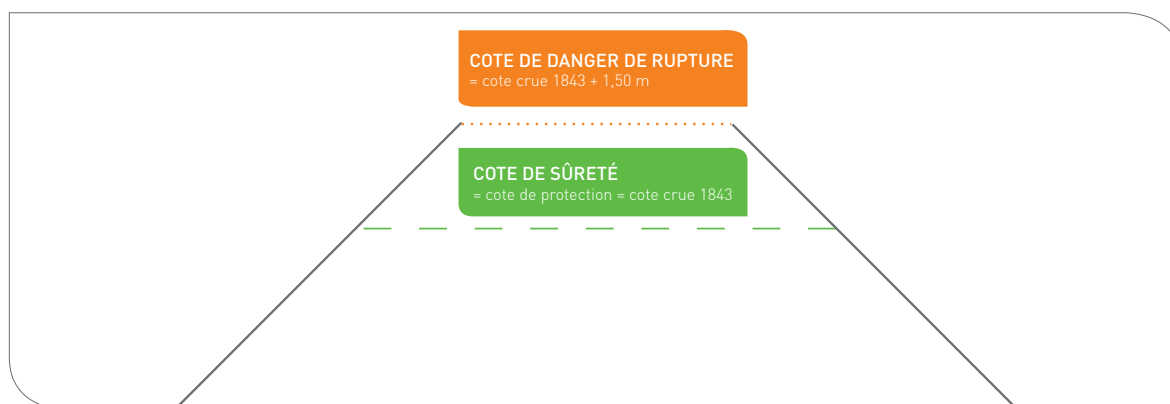 COTE DE DANGER DE RUPTURE
= cote crue 1843 + 1,50 m
COTE DE SÛRETÉ
= cote de protection = cote crue 1843